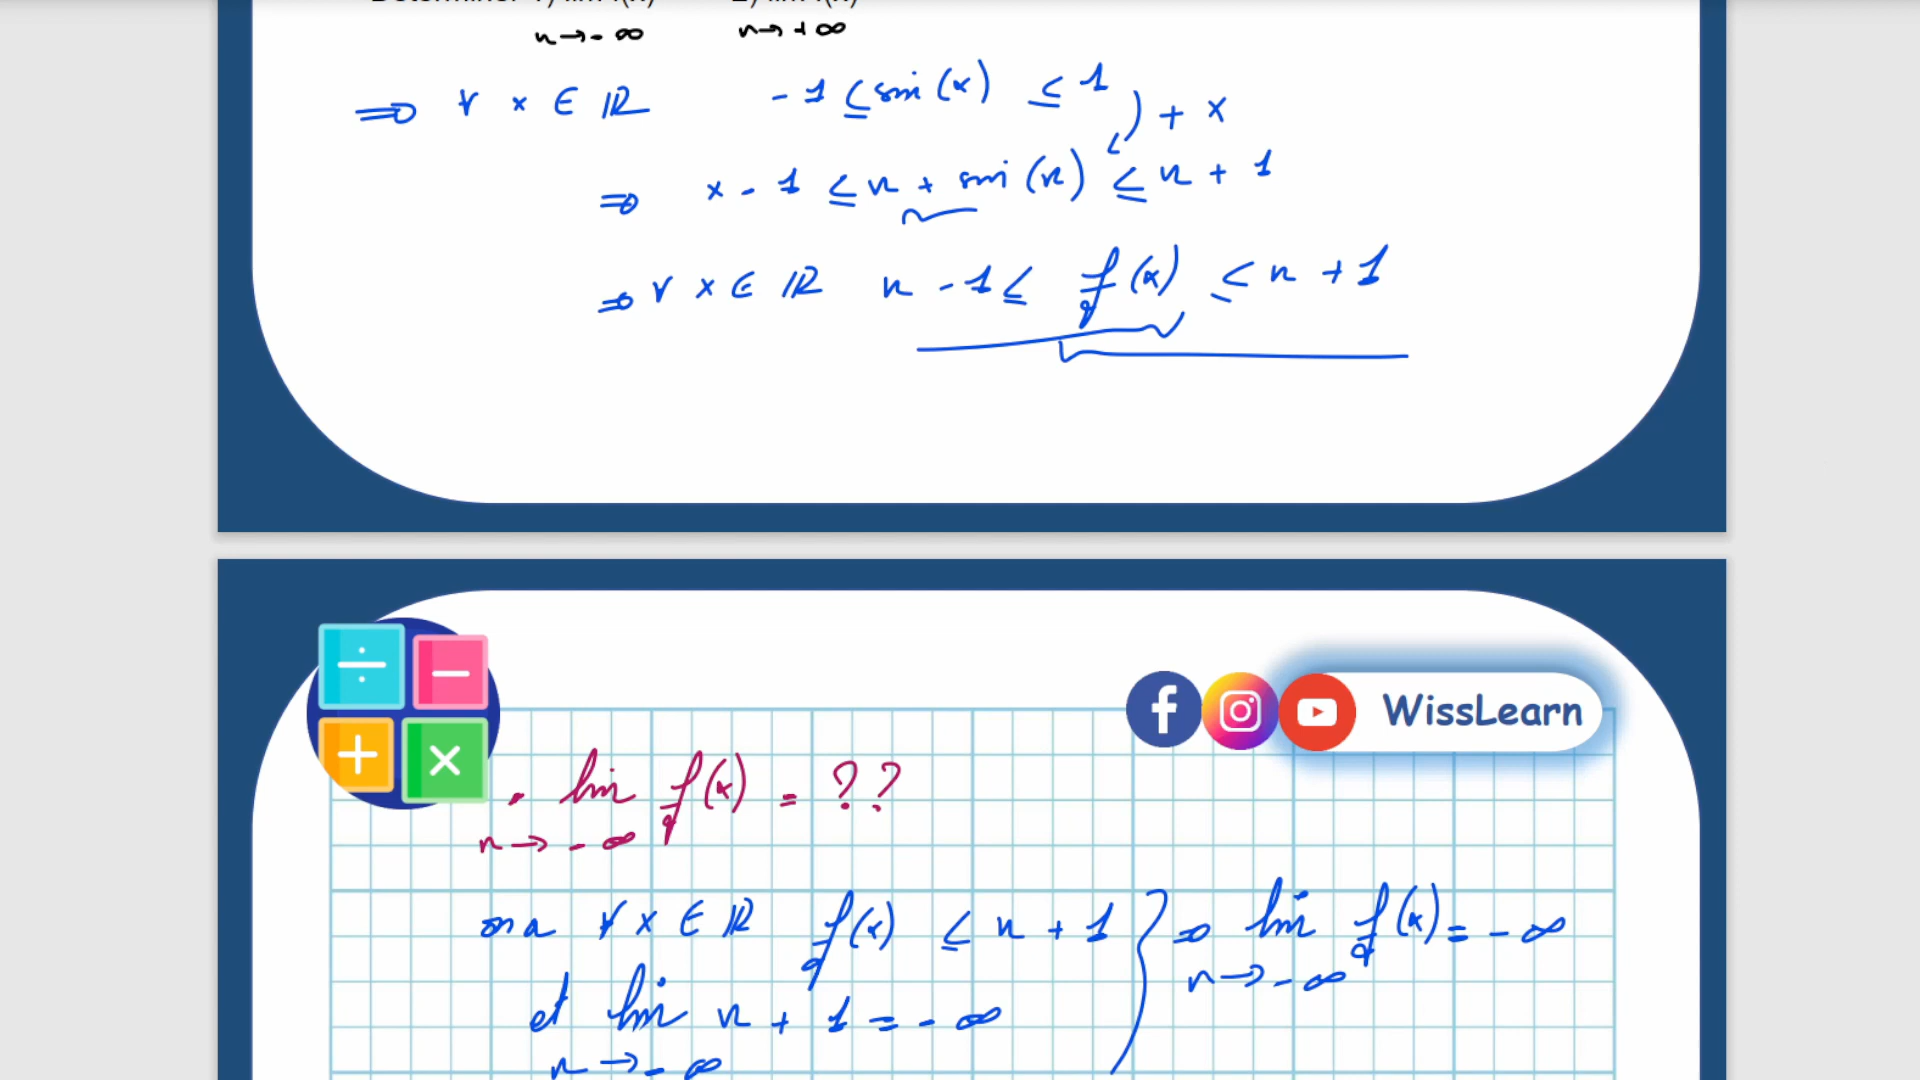 x → - ∞ x → + ∞
⇒ ∀ x ∈ ℝ -1 ≤ sin (x) ≤ 1 ) + x
⇒ x - 1 ≤ x + sin (x) ≤ x + 1
⇒ ∀ x ∈ ℝ x - 1 ≤ f(x) ≤ x + 1
WissLearn
• lim f(x) = ??
x → - ∞
on a ∀ x ∈ ℝ f(x) ≤ x + 1 } ⇒ lim f(x) = - ∞
x → - ∞
et lim x + 1 = - ∞
x → - ∞